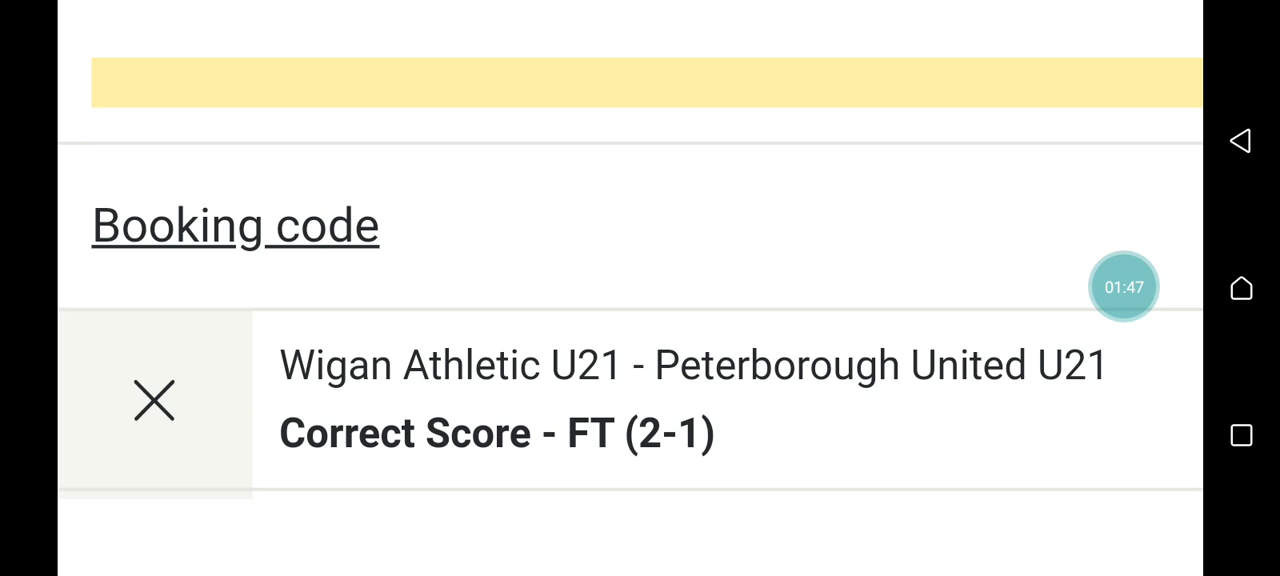 Booking code
01:47
Wigan Athletic U21 - Peterborough United U21
Correct Score - FT (2-1)